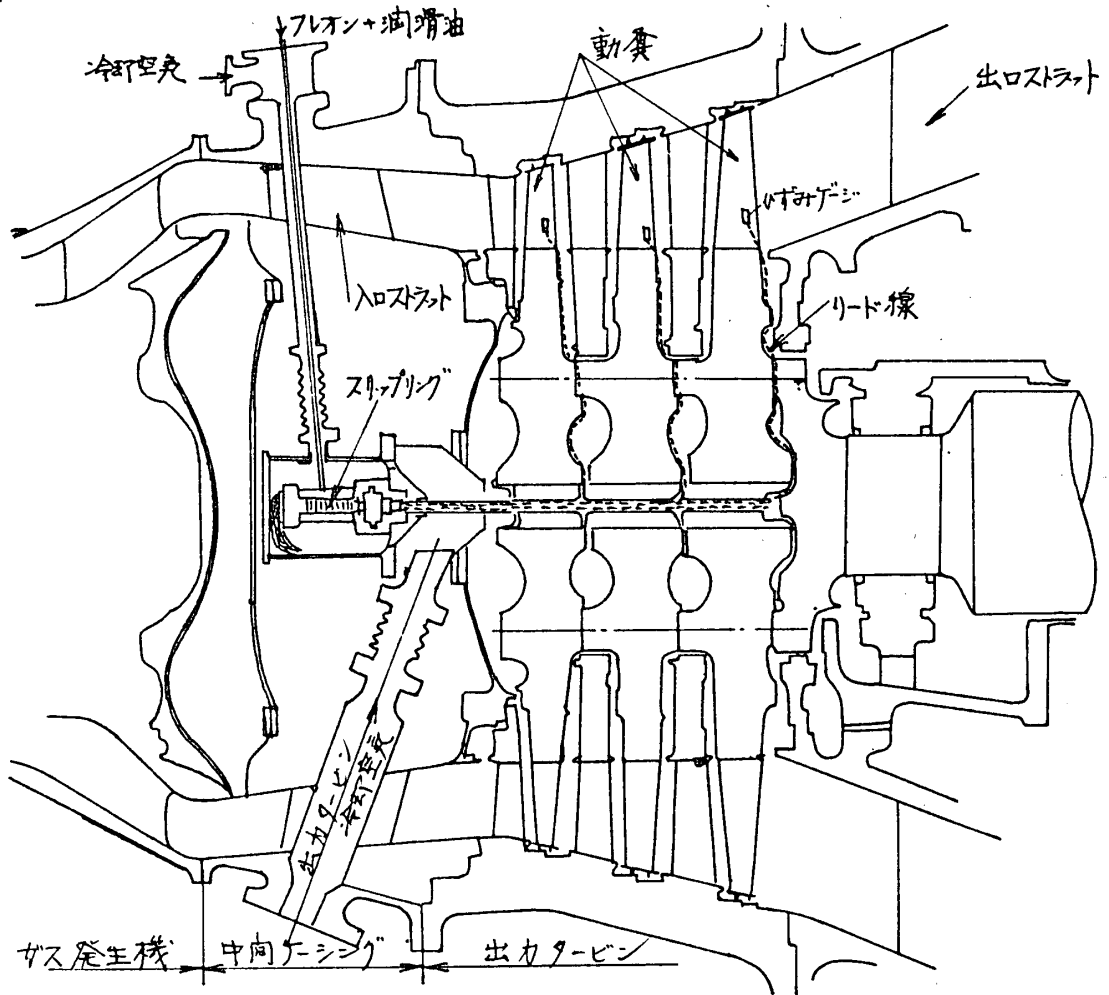 フレオン+潤滑油
冷却空気
動翼
出口ストラット
ひずみゲージ
入口ストラット
リード線
スリップリング
出力タービン
冷却空気
ガス発生機
中間ケーシング
出力タービン